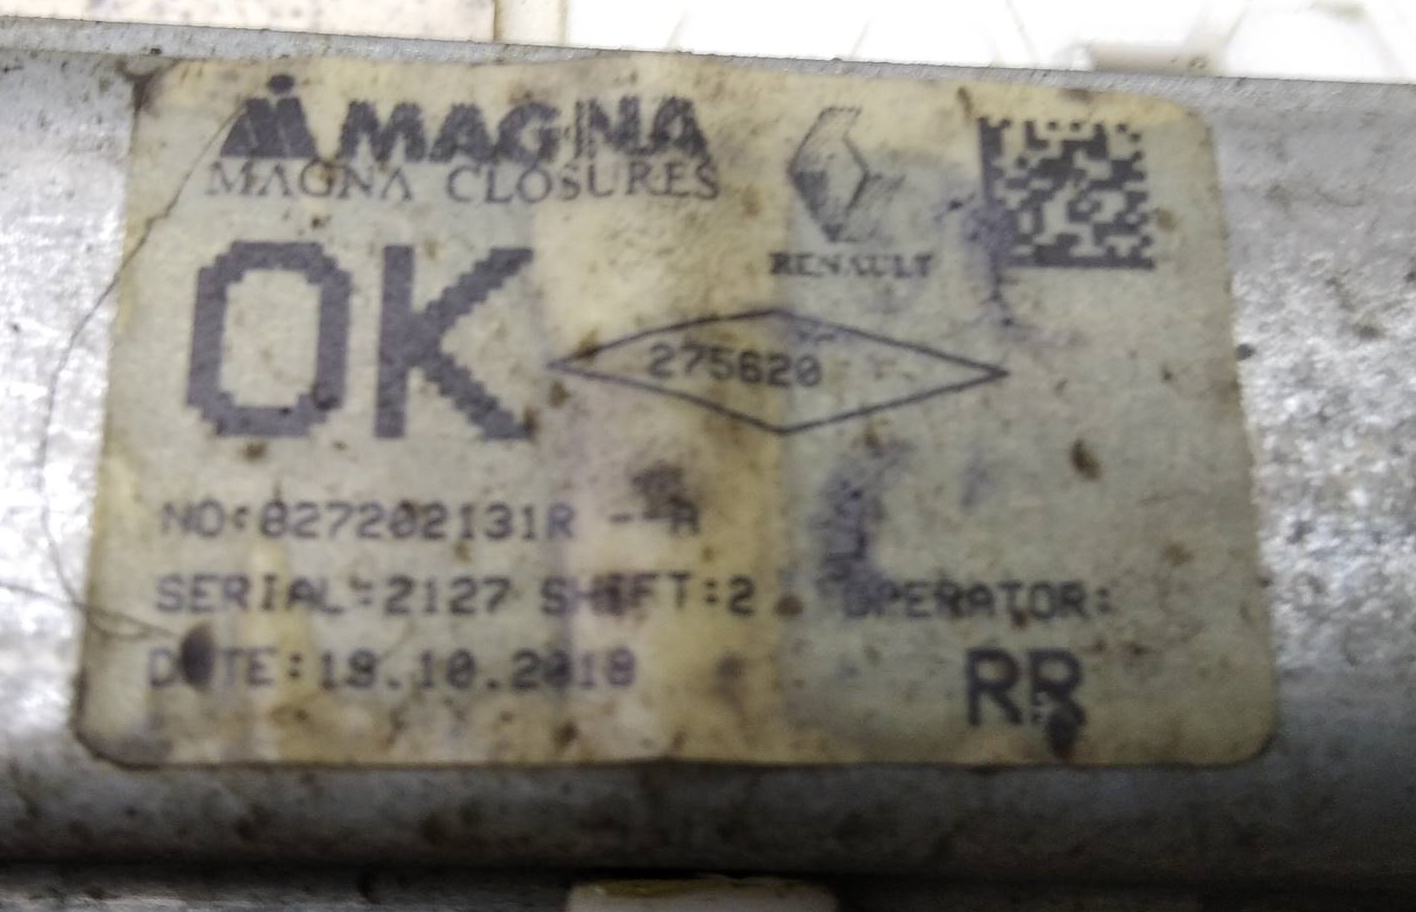 MAGNA
MAGNA CLOSURES
RENAULT
OK
275620
NO:827202131R --A
SERIAL:2127 SHIFT:2 OPERATOR:
DATE:19.10.2018
RR